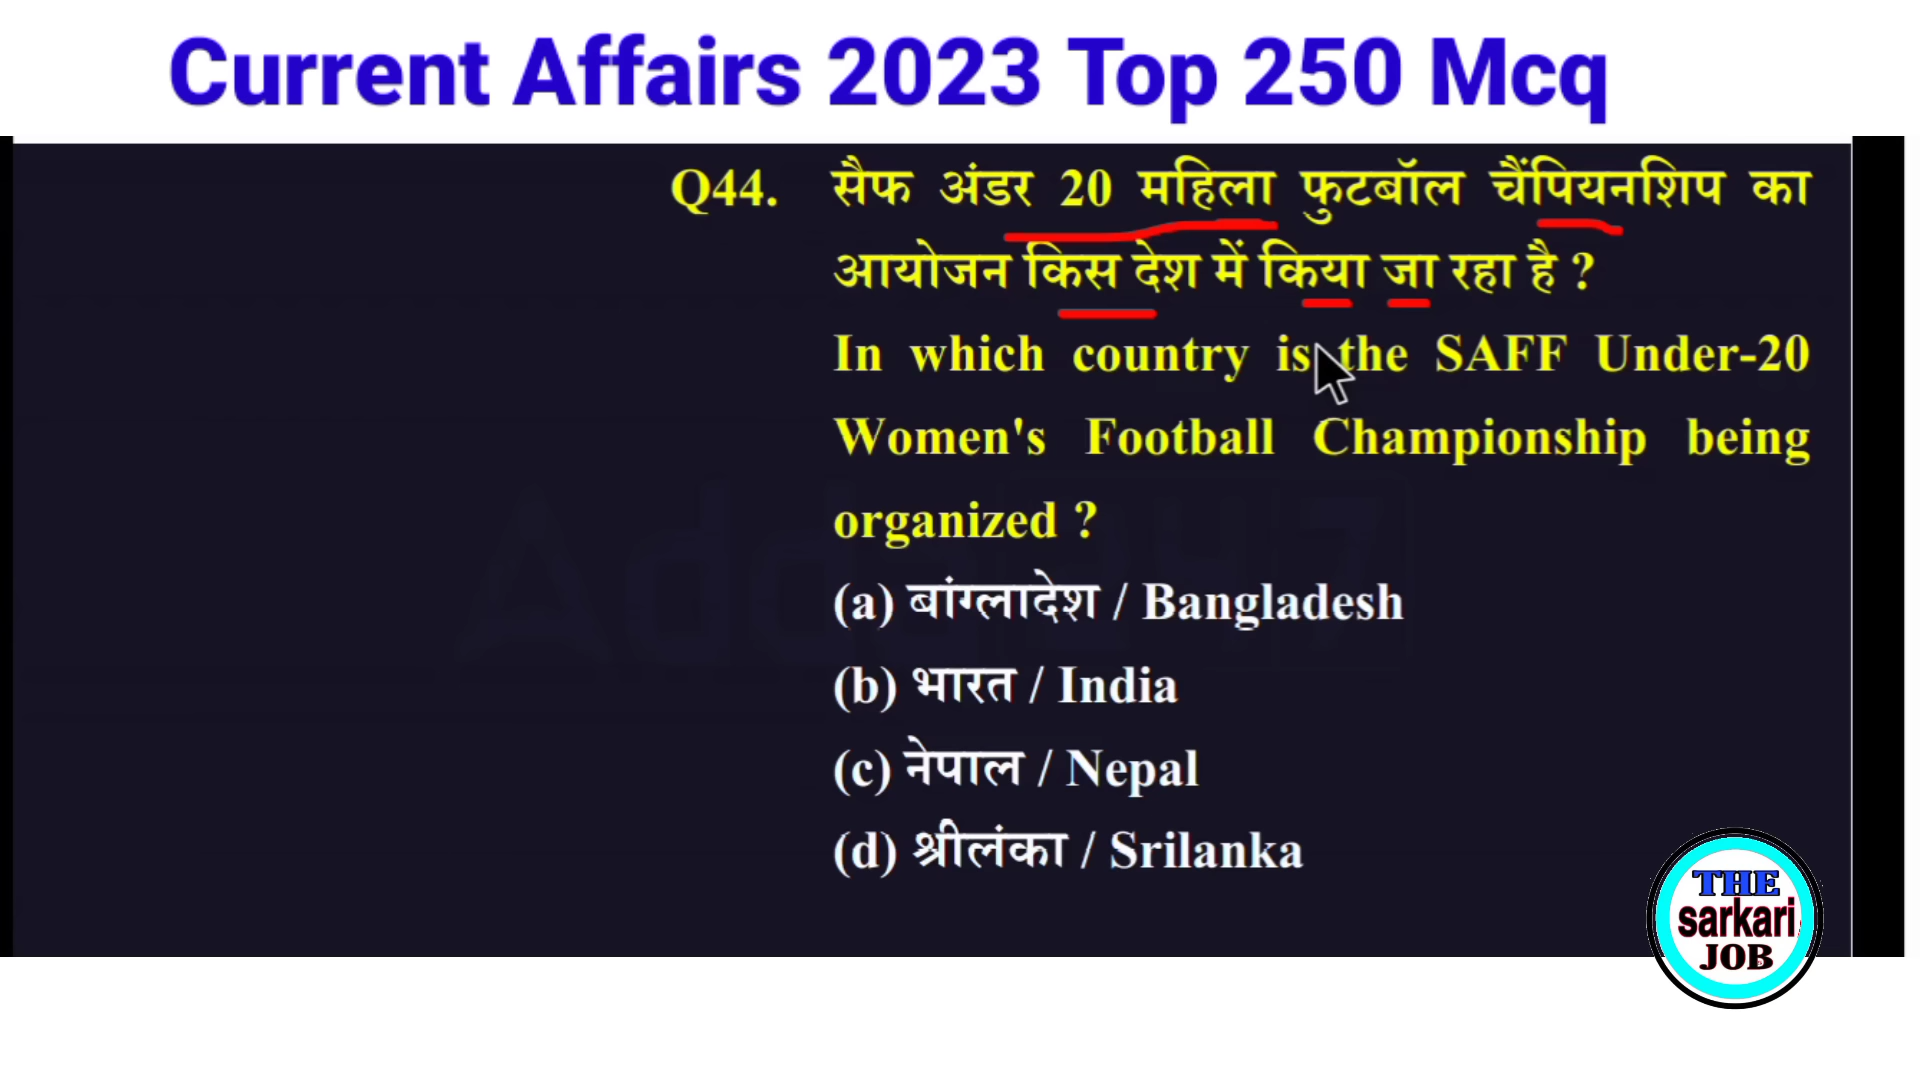 Current Affairs 2023 Top 250 Mcq
Q44. सैफ अंडर 20 महिला फुटबॉल चैंपियनशिप का
आयोजन किस देश में किया जा रहा है ?
In which country is the SAFF Under-20
Women's Football Championship being
organized ?
(a) बांग्लादेश / Bangladesh
(b) भारत / India
(c) नेपाल / Nepal
(d) श्रीलंका / Srilanka
THE
sarkari
JOB